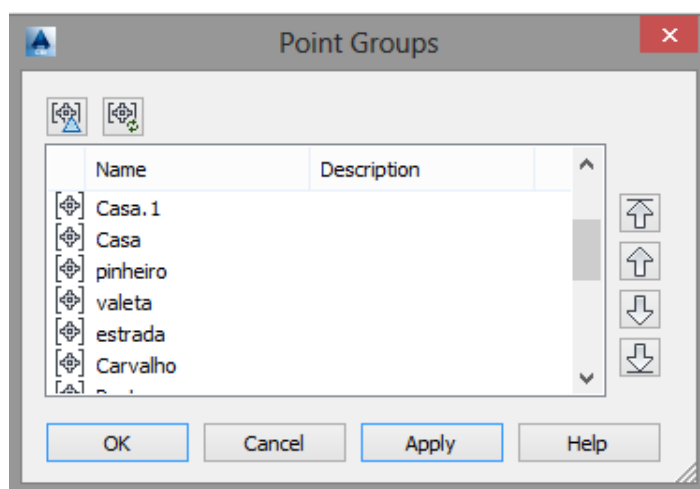 Point Groups
Name Description
Casa.1
Casa
pinheiro
valeta
estrada
Carvalho
OK Cancel Apply Help